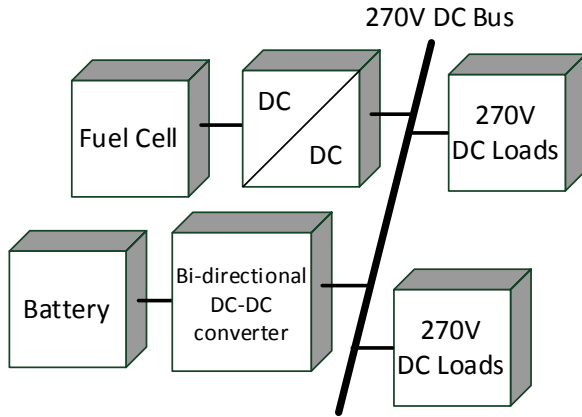 270V DC Bus
Fuel Cell
DC
DC
270V
DC Loads
Battery
Bi-directional
DC-DC
converter
270V
DC Loads